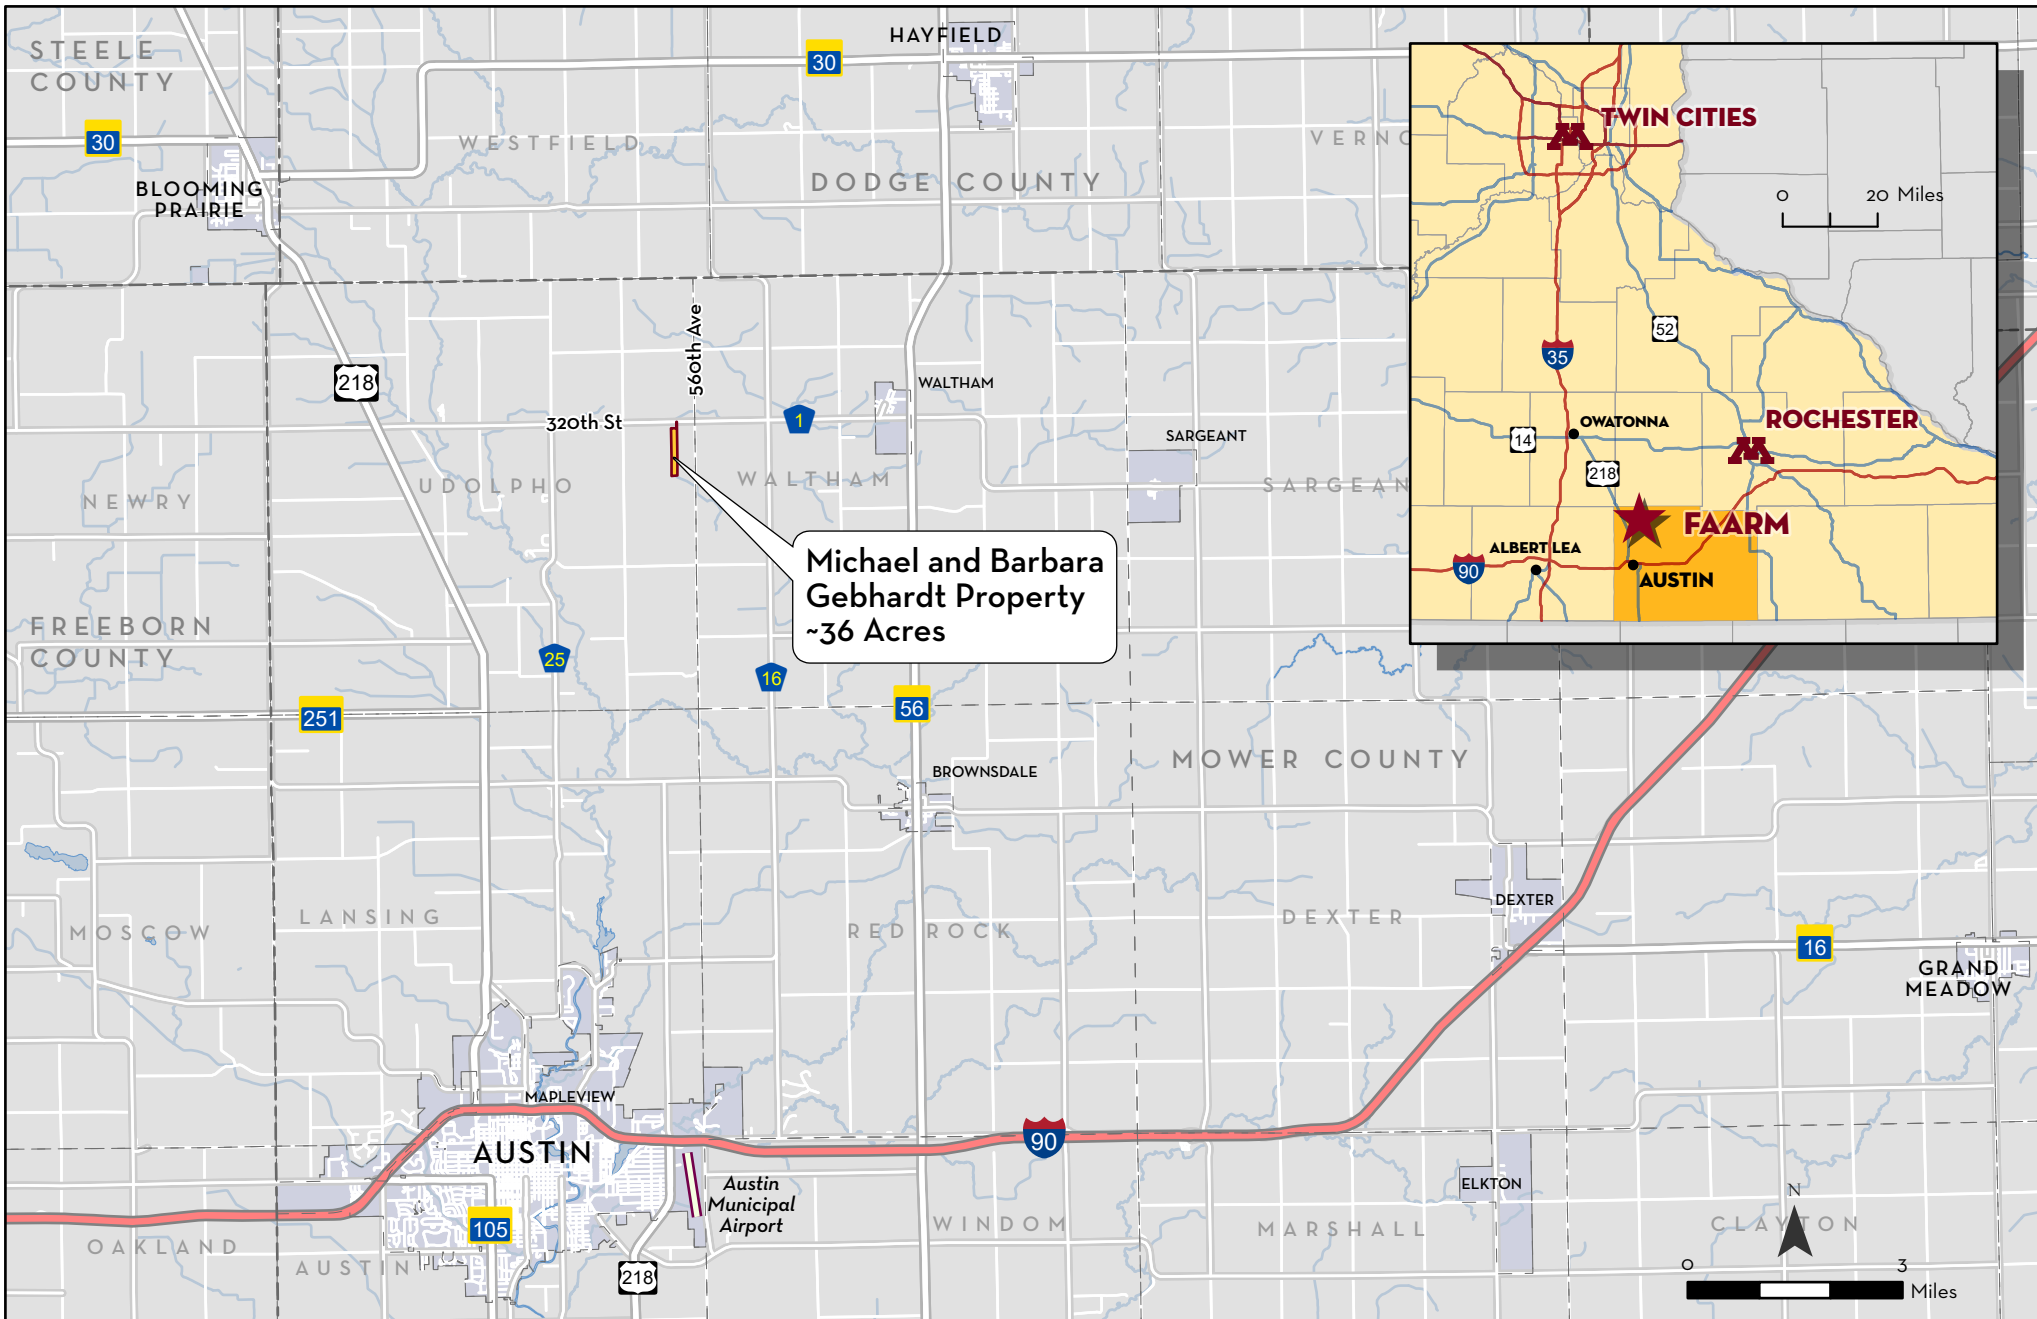 STEELE
COUNTY
HAYFIELD
30
30
WESTFIELD
VERNO
BLOOMING
PRAIRIE
DODGE COUNTY
560th Ave
218
WALTHAM
320th St
1
SARGEANT
NEWRY
UDOLPHO
WALTHAM
SARGEAN
Michael and Barbara
Gebhardt Property
~36 Acres
FREEBORN
COUNTY
25
16
251
56
MOWER COUNTY
BROWNSDALE
MOSCOW
LANSING
RED ROCK
DEXTER
DEXTER
16
GRAND
MEADOW
MAPLEVIEW
AUSTIN
90
Austin
Municipal
Airport
ELKTON
105
OAKLAND
AUSTIN
WINDOM
MARSHALL
CLAYTON
218
N
0 3
Miles
TWIN CITIES
0 20 Miles
52
35
OWATONNA
ROCHESTER
14
218
FAARM
ALBERT LEA
90
AUSTIN